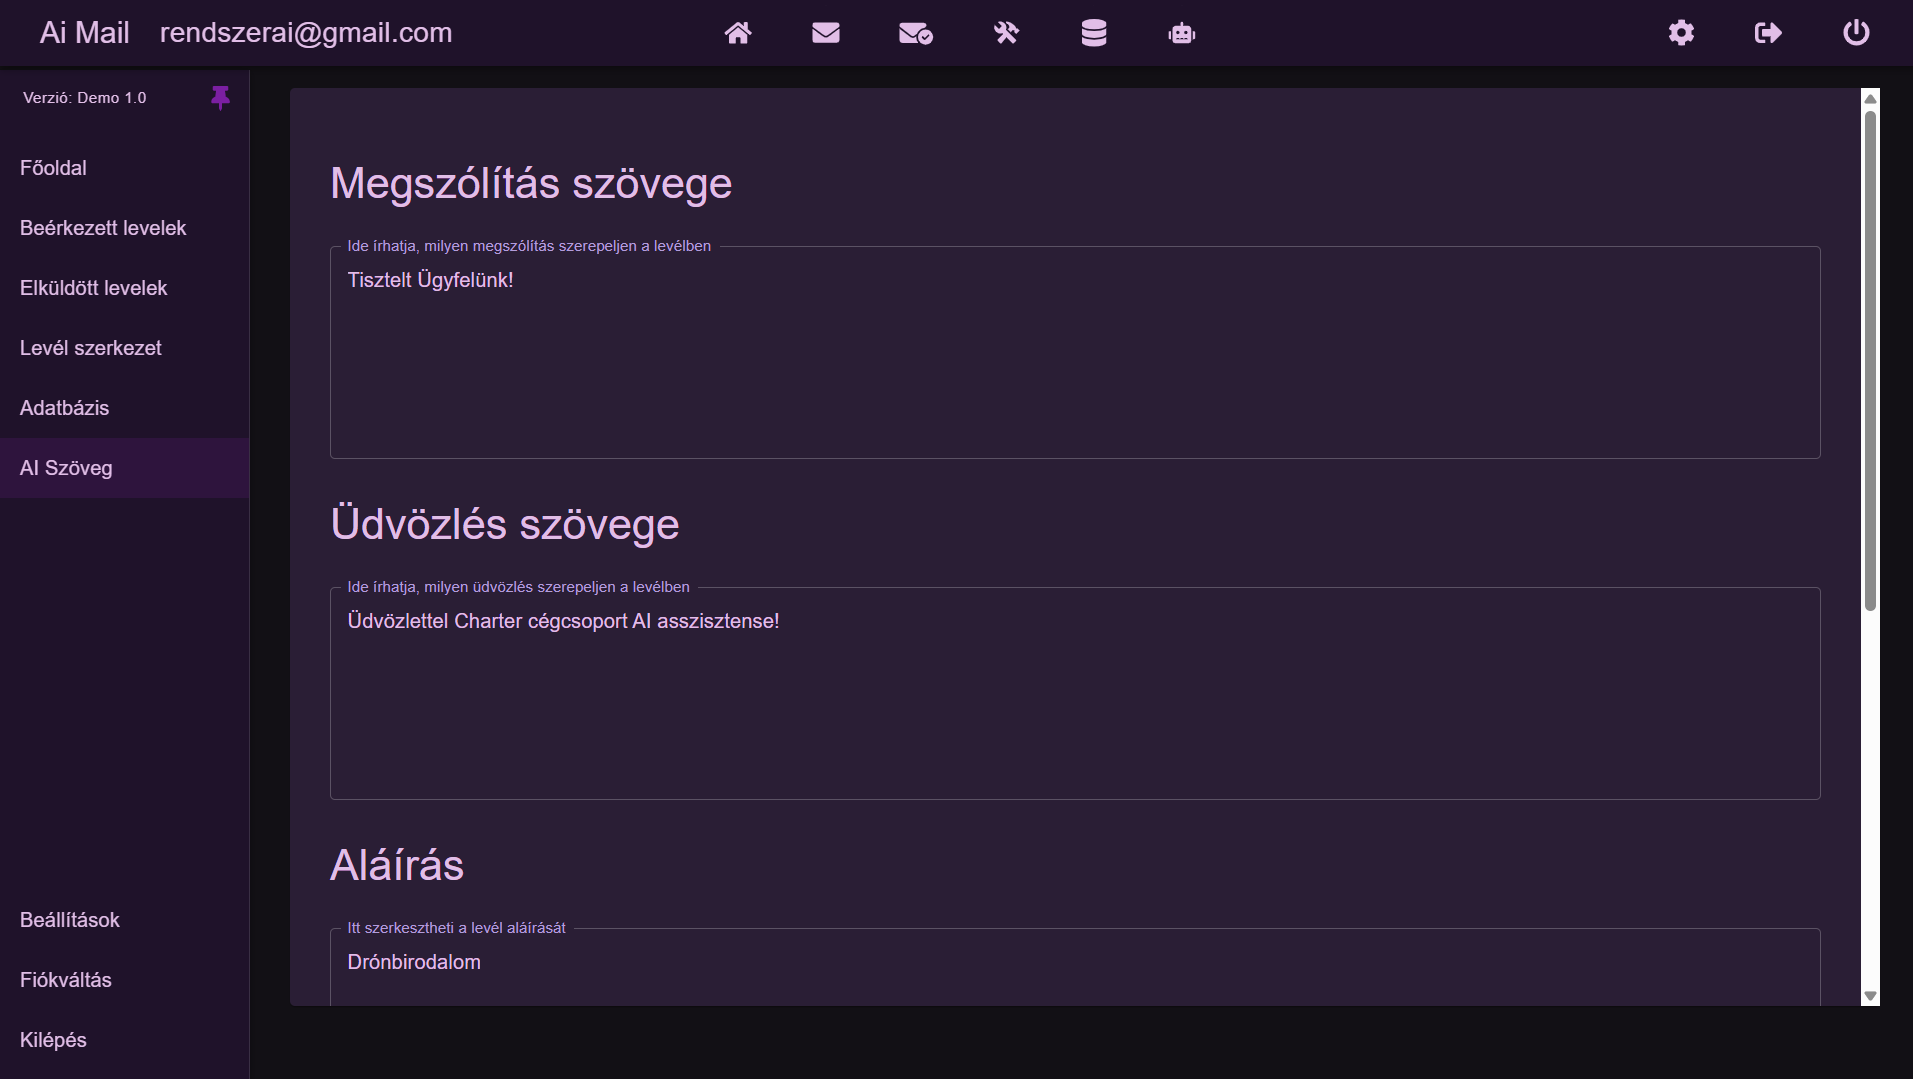 Ai Mail rendszerai@gmail.com
Verzió: Demo 1.0
Főoldal
Beérkezett levelek
Elküldött levelek
Levél szerkezet
Adatbázis
AI Szöveg
Beállítások
Fiókváltás
Kilépés
Megszólítás szövege
Ide írhatja, milyen megszólítás szerepeljen a levélben
Tisztelt Ügyfelünk!
Üdvözlés szövege
Ide írhatja, milyen üdvözlés szerepeljen a levélben
Üdvözlettel Charter cégcsoport AI asszisztense!
Aláírás
Itt szerkesztheti a levél aláírását
Drónbirodalom